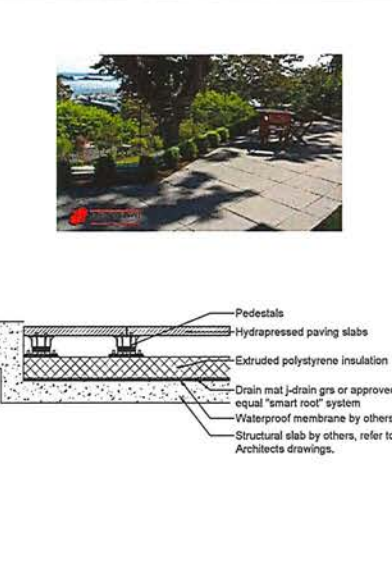 Pedestals
Hydrapressed paving slabs
Extruded polystyrene insulation
Drain mat j-drain grs or approved
equal "smart root" system
Waterproof membrane by others
Structural slab by others, refer to
Architects drawings.